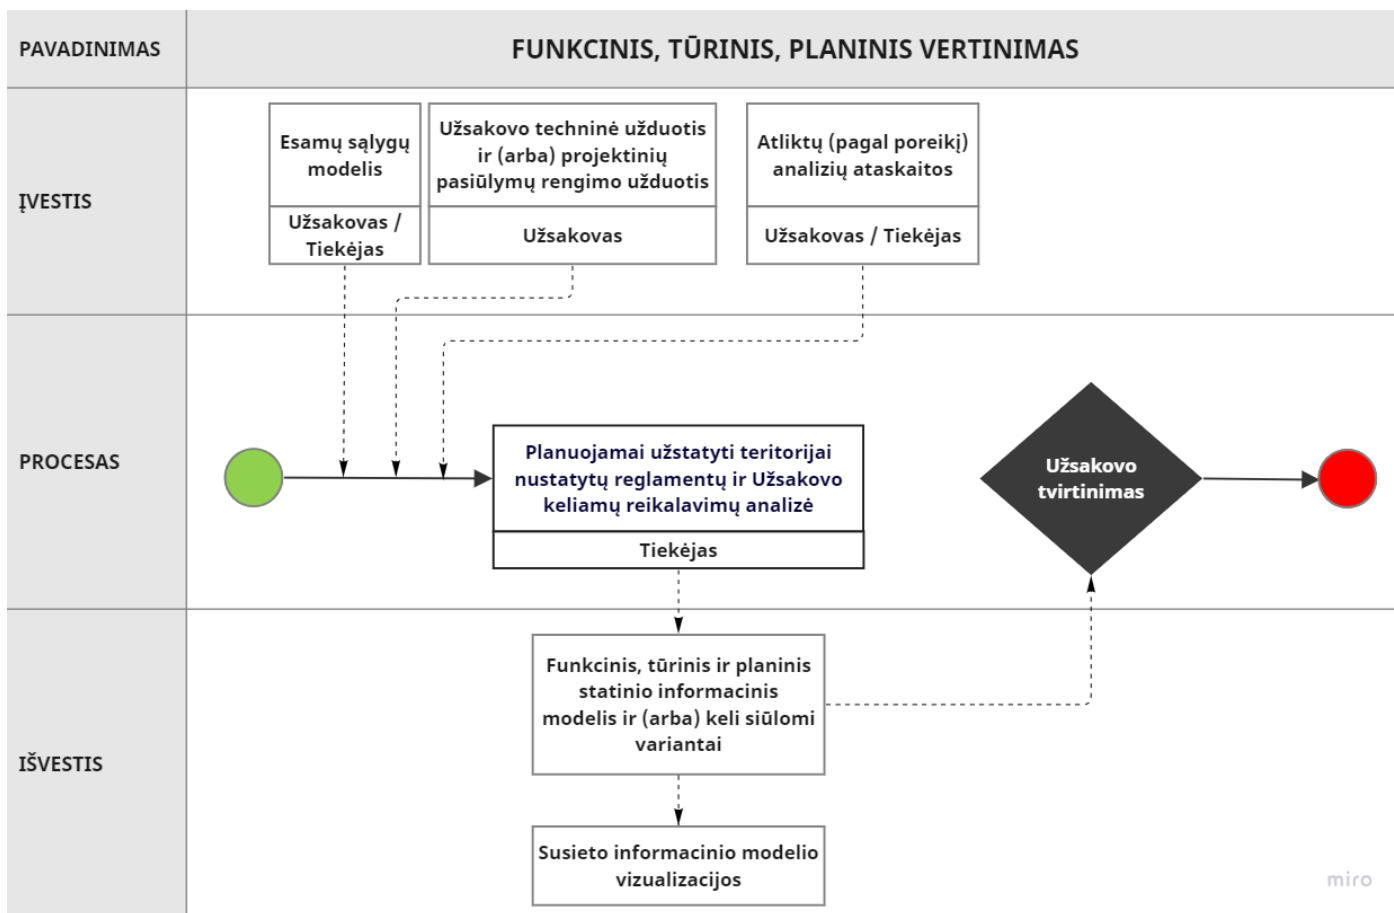 PAVADINIMAS
FUNKCINIS, TŪRINIS, PLANINIS VERTINIMAS
ĮVESTIS
Esamų sąlygų
modelis
Užsakovas /
Tiekėjas
Užsakovo techninė užduotis
ir (arba) projektinių
pasiūlymų rengimo užduotis
Užsakovas
Atliktų (pagal poreikį)
analizių ataskaitos
Užsakovas / Tiekėjas
PROCESAS
Planuojamai užstatyti teritorijai
nustatytų reglamentų ir Užsakovo
keliamų reikalavimų analizė
Tiekėjas
Užsakovo
tvirtinimas
IŠVESTIS
Funkcinis, tūrinis ir planinis
statinio informacinis
modelis ir (arba) keli siūlomi
variantai
Susieto informacinio modelio
vizualizacijos
miro